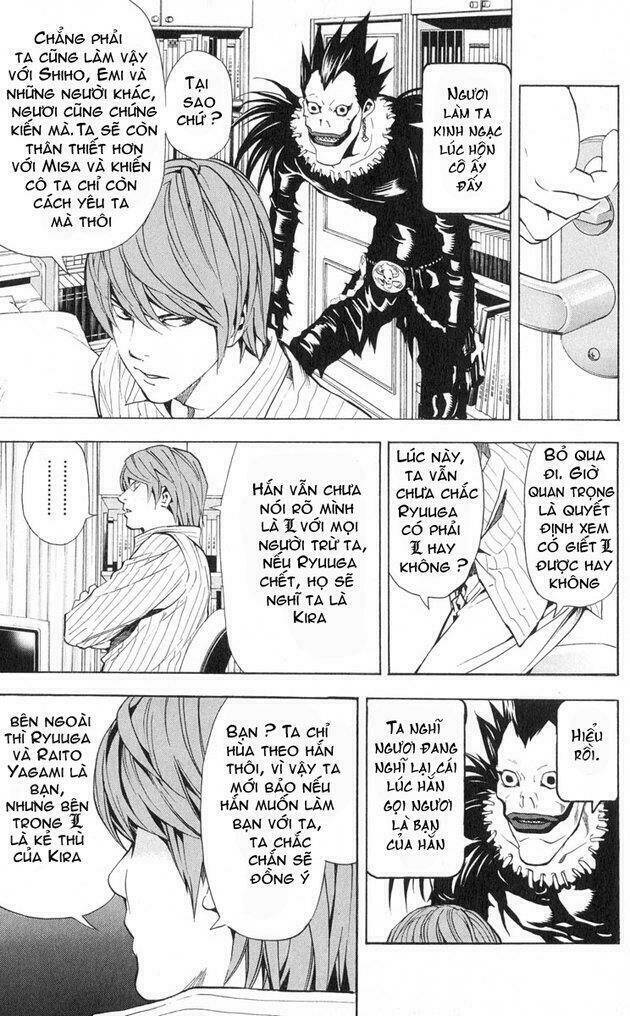 NGƯƠI
LÀM TA
KINH NGẠC
LÚC HÔN
CÔ ẤY
ĐẤY
TẠI
SAO
CHỨ ?
CHẲNG PHẢI
TA CŨNG LÀM VẬY
VỚI SHIHO, EMI VÀ
NHỮNG NGƯỜI KHÁC,
NGƯƠI CŨNG CHỨNG
KIẾN MÀ. TA SẼ CÒN
THÂN THIẾT HƠN
VỚI MISA VÀ KHIẾN
CÔ TA CHỈ CÒN
CÁCH YÊU TA
MÀ THÔI
BỎ QUA
ĐI. GIỜ
QUAN TRỌNG
LÀ QUYẾT
ĐỊNH XEM
CÓ GIẾT L
ĐƯỢC HAY
KHÔNG
LÚC NÀY,
TA VẪN
CHƯA CHẮC
RYUUGA
CÓ PHẢI
L HAY
KHÔNG ?
HẮN VẪN CHƯA
NÓI RÕ MÌNH
LÀ L VỚI MỌI
NGƯỜI TRỪ TA,
NẾU RYUUGA
CHẾT, HỌ SẼ
NGHĨ TA LÀ
KIRA
......
HIỂU
RỒI.
TA NGHĨ
NGƯƠI ĐANG
NGHĨ LẠI CÁI
LÚC HẮN
GỌI NGƯƠI
LÀ BẠN
CỦA HẮN
BẠN ? TA CHỈ
HÙA THEO HẮN
THÔI, VÌ VẬY TA
MỚI BẢO NẾU
HẮN MUỐN LÀM
BẠN VỚI TA,
TA CHẮC
CHẮN SẼ
ĐỒNG Ý
BÊN NGOÀI
THÌ RYUUGA
VÀ RAITO
YAGAMI LÀ
BẠN,
NHƯNG BÊN
TRONG L
LÀ KẺ THÙ
CỦA KIRA